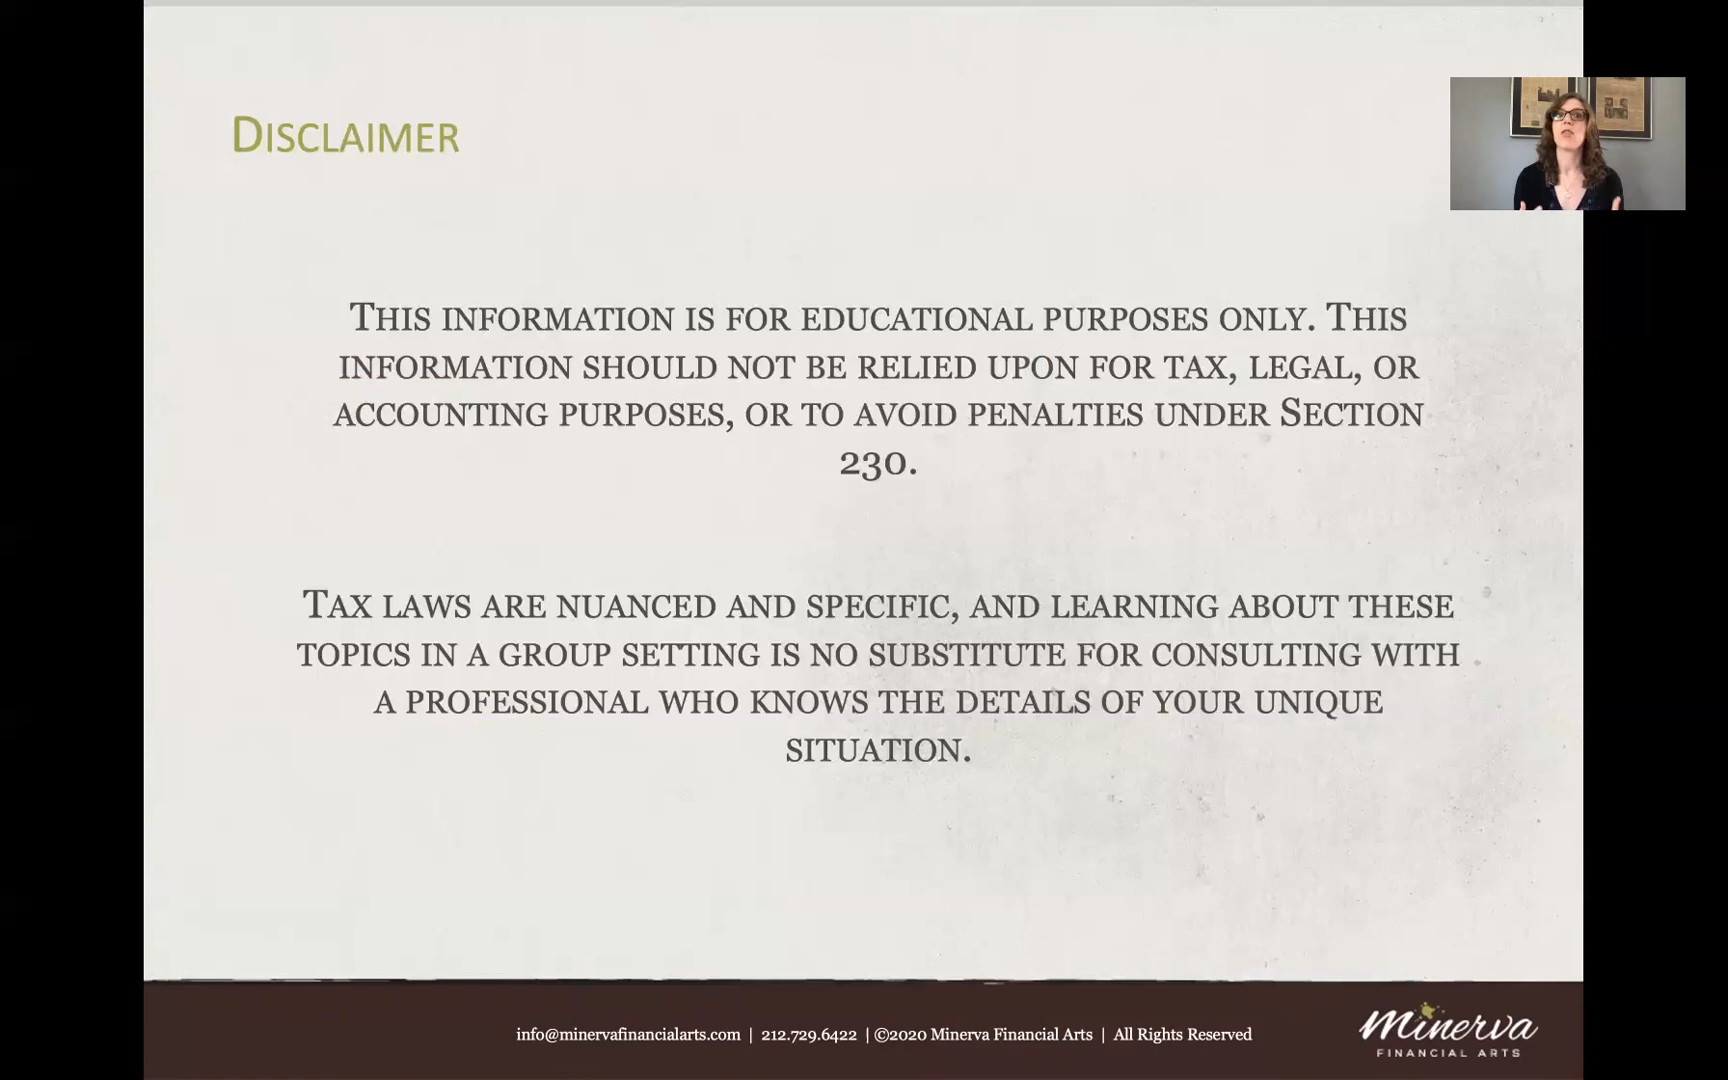 DISCLAIMER
THIS INFORMATION IS FOR EDUCATIONAL PURPOSES ONLY. THIS
INFORMATION SHOULD NOT BE RELIED UPON FOR TAX, LEGAL, OR
ACCOUNTING PURPOSES, OR TO AVOID PENALTIES UNDER SECTION
230.
TAX LAWS ARE NUANCED AND SPECIFIC, AND LEARNING ABOUT THESE
TOPICS IN A GROUP SETTING IS NO SUBSTITUTE FOR CONSULTING WITH
A PROFESSIONAL WHO KNOWS THE DETAILS OF YOUR UNIQUE
SITUATION.
info@minervafinancialarts.com | 212.729.6422 | ©2020 Minerva Financial Arts | All Rights Reserved
Minerva
FINANCIAL ARTS